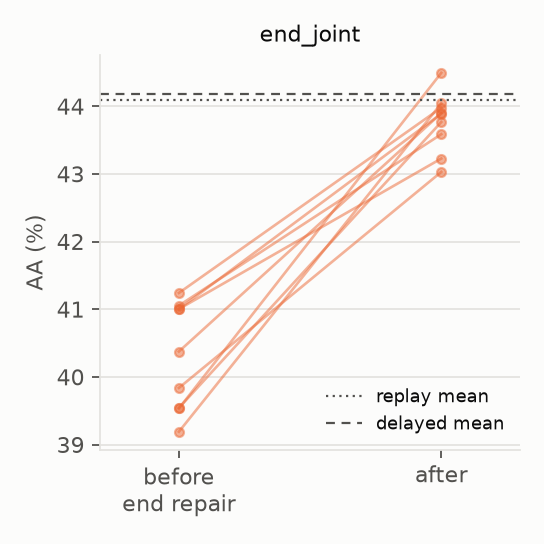 end_joint
AA (%)
44
43
42
41
40
39
replay mean
delayed mean
before
end repair
after